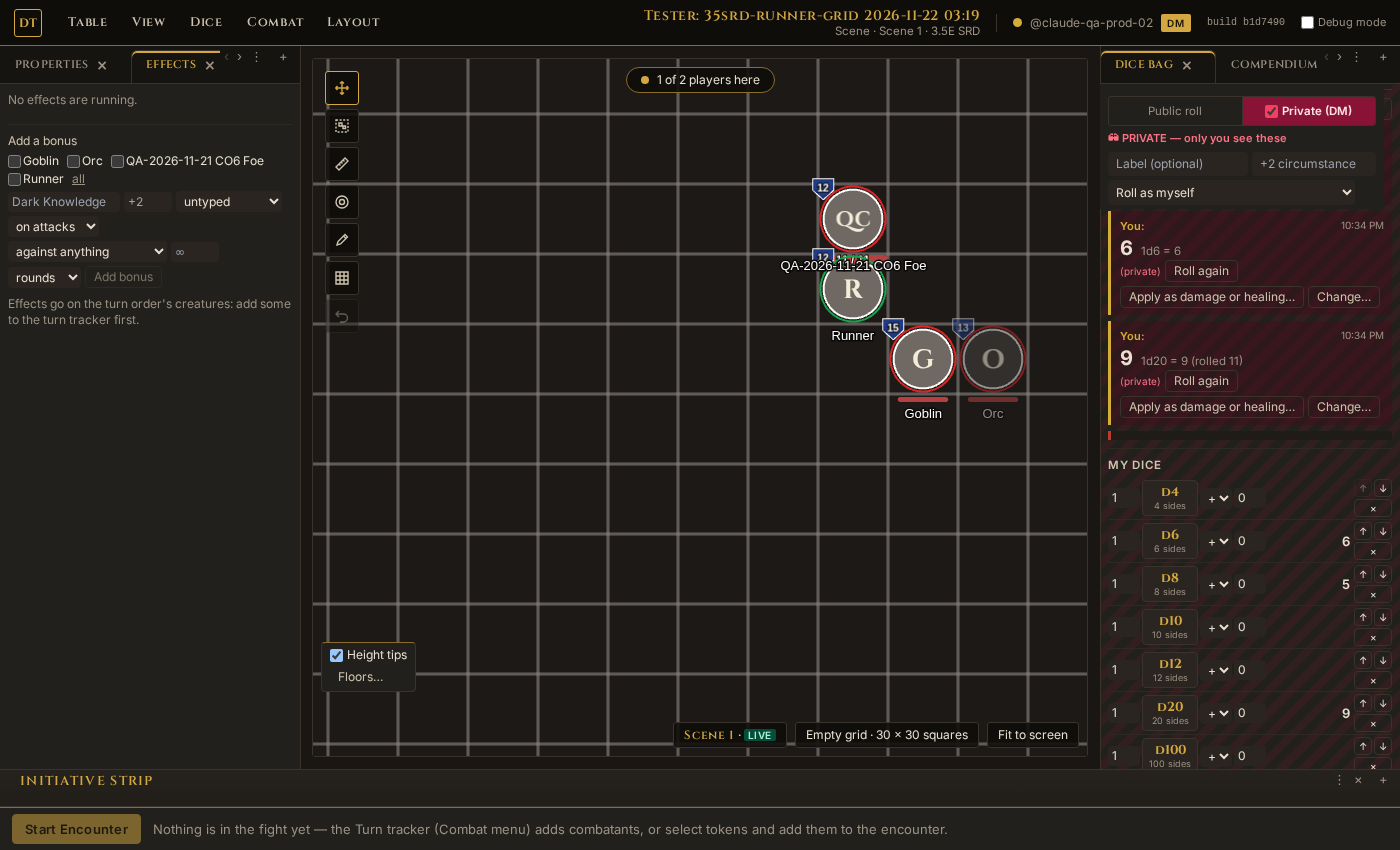 DT
TABLE
VIEW
DICE
COMBAT
LAYOUT
TESTER: 35SRD-RUNNER-GRID 2026-11-22 03:19
Scene · Scene 1 · 3.5E SRD
@claude-qa-prod-02
DM
build b1d7490
Debug mode
PROPERTIES
EFFECTS
No effects are running.
Add a bonus
Goblin Orc QA-2026-11-21 CO6 Foe
Runner all
Dark Knowledge +2 untyped
on attacks
against anything ∞
rounds Add bonus
Effects go on the turn order's creatures: add some
to the turn tracker first.
1 of 2 players here
12
QC
QA-2026-11-21 CO6 Foe
12
R
Runner
15
G
Goblin
13
O
Orc
Height tips
Floors...
SCENE 1 · LIVE
Empty grid · 30 × 30 squares
Fit to screen
DICE BAG
COMPENDIUM
Public roll
Private (DM)
PRIVATE — only you see these
Label (optional) +2 circumstance
Roll as myself
You: 10:34 PM
6 1d6 = 6
(private) Roll again
Apply as damage or healing... Change...
You: 10:34 PM
9 1d20 = 9 (rolled 11)
(private) Roll again
Apply as damage or healing... Change...
MY DICE
1 D4 + 0
4 sides
1 D6 + 0 6
6 sides
1 D8 + 0 5
8 sides
1 D10 + 0
10 sides
1 D12 + 0
12 sides
1 D20 + 0 9
20 sides
1 D100 + 0
100 sides
INITIATIVE STRIP
Start Encounter
Nothing is in the fight yet — the Turn tracker (Combat menu) adds combatants, or select tokens and add them to the encounter.